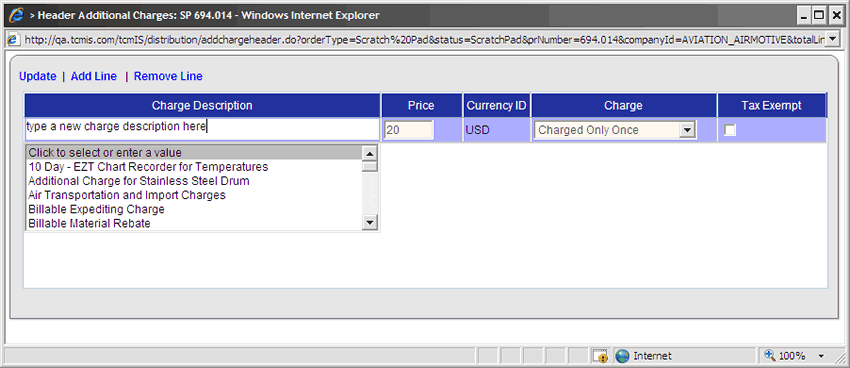 > Header Additional Charges: SP 694.014 - Windows Internet Explorer
http://qa.tcmis.com/tcmIS/distribution/addchargeheader.do?orderType=Scratch%20Pad&status=ScratchPad&prNumber=694.014&companyId=AVIATION_AIRMOTIVE&totalLin
Update | Add Line | Remove Line
Charge Description Price Currency ID Charge Tax Exempt
type a new charge description here 20 USD Charged Only Once
Click to select or enter a value
10 Day - EZT Chart Recorder for Temperatures
Additional Charge for Stainless Steel Drum
Air Transportation and Import Charges
Billable Expediting Charge
Billable Material Rebate
Internet 100%